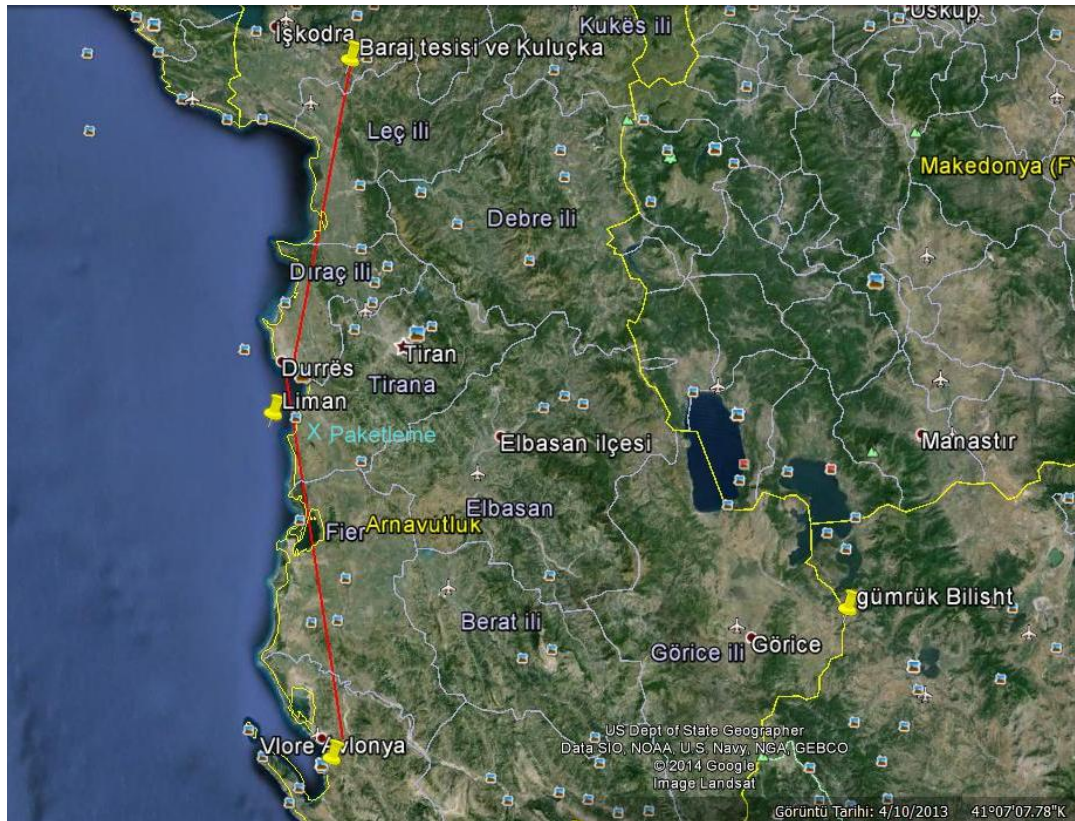 Üsküp
Kukës ili
İşkodra
Baraj tesisi ve Kuluçka
Leç ili
Makedonya (FY
Debre ili
Dıraç ili
Tiran
Durrës
Tirana
Liman
X Paketleme
Elbasan ilçesi
Manastır
Elbasan
Fier
Arnavutluk
gümrük Bilisht
Berat ili
Görice
Görice ili
US Dept of State Geographer
Data SIO, NOAA, U.S. Navy, NGA, GEBCO
© 2014 Google
Image Landsat
Vlore Avlonya
Görüntü Tarihi: 4/10/2013 41°07'07.78"K